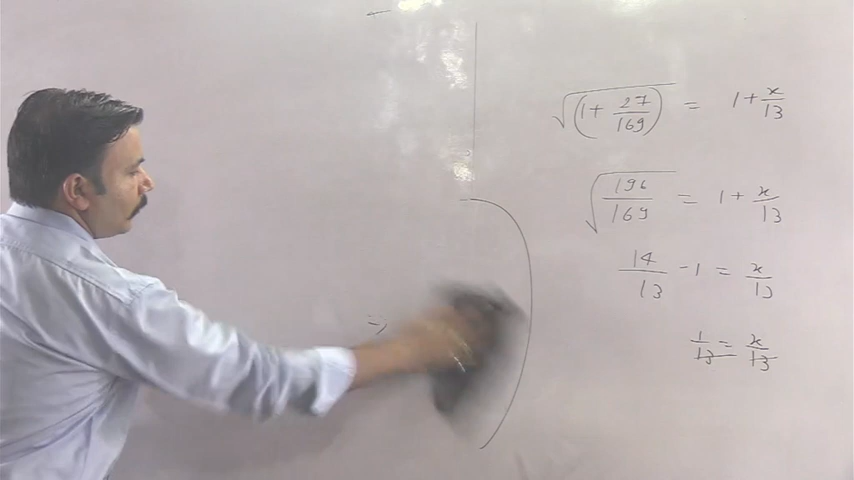 √(1 + 27/169) = 1 + x/13
√196/169 = 1 + x/13
14/13 - 1 = x/13
1/13 = x/13